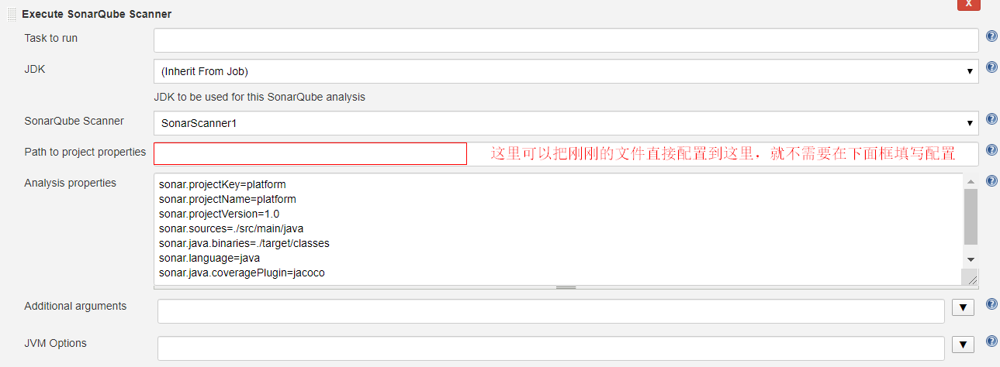 X
Execute SonarQube Scanner
Task to run
JDK
(Inherit From Job)
JDK to be used for this SonarQube analysis
SonarQube Scanner
SonarScanner1
Path to project properties
这里可以把刚刚的文件直接配置到这里，就不需要在下面框填写配置
Analysis properties
sonar.projectKey=platform
sonar.projectName=platform
sonar.projectVersion=1.0
sonar.sources=./src/main/java
sonar.java.binaries=./target/classes
sonar.language=java
sonar.java.coveragePlugin=jacoco
Additional arguments
JVM Options